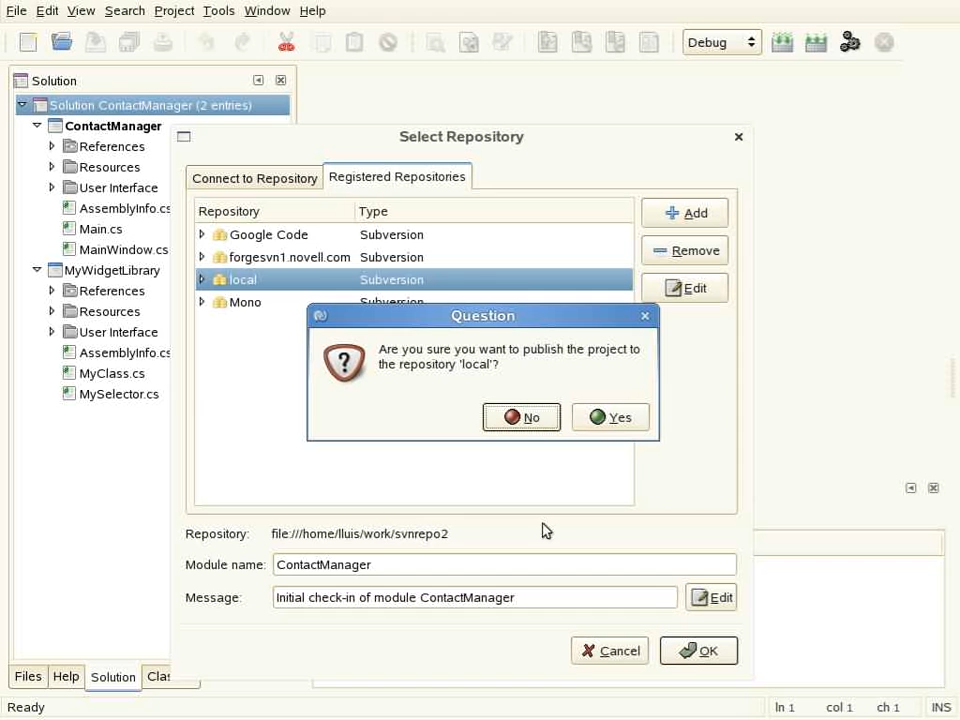 File Edit View Search Project Tools Window Help
Debug
Solution
Solution ContactManager (2 entries)
ContactManager
References
Resources
User Interface
AssemblyInfo.cs
Main.cs
MainWindow.cs
MyWidgetLibrary
References
Resources
User Interface
AssemblyInfo.cs
MyClass.cs
MySelector.cs
Files Help Solution Clas
Select Repository
Connect to Repository Registered Repositories
Repository Type
Google Code Subversion
forgesvn1.novell.com Subversion
local Subversion
Mono Subversion
Add
Remove
Edit
Question
Are you sure you want to publish the project to
the repository 'local'?
No Yes
Repository: file:///home/lluis/work/svnrepo2
Module name: ContactManager
Message: Initial check-in of module ContactManager Edit
Cancel OK
Ready ln 1 col 1 ch 1 INS